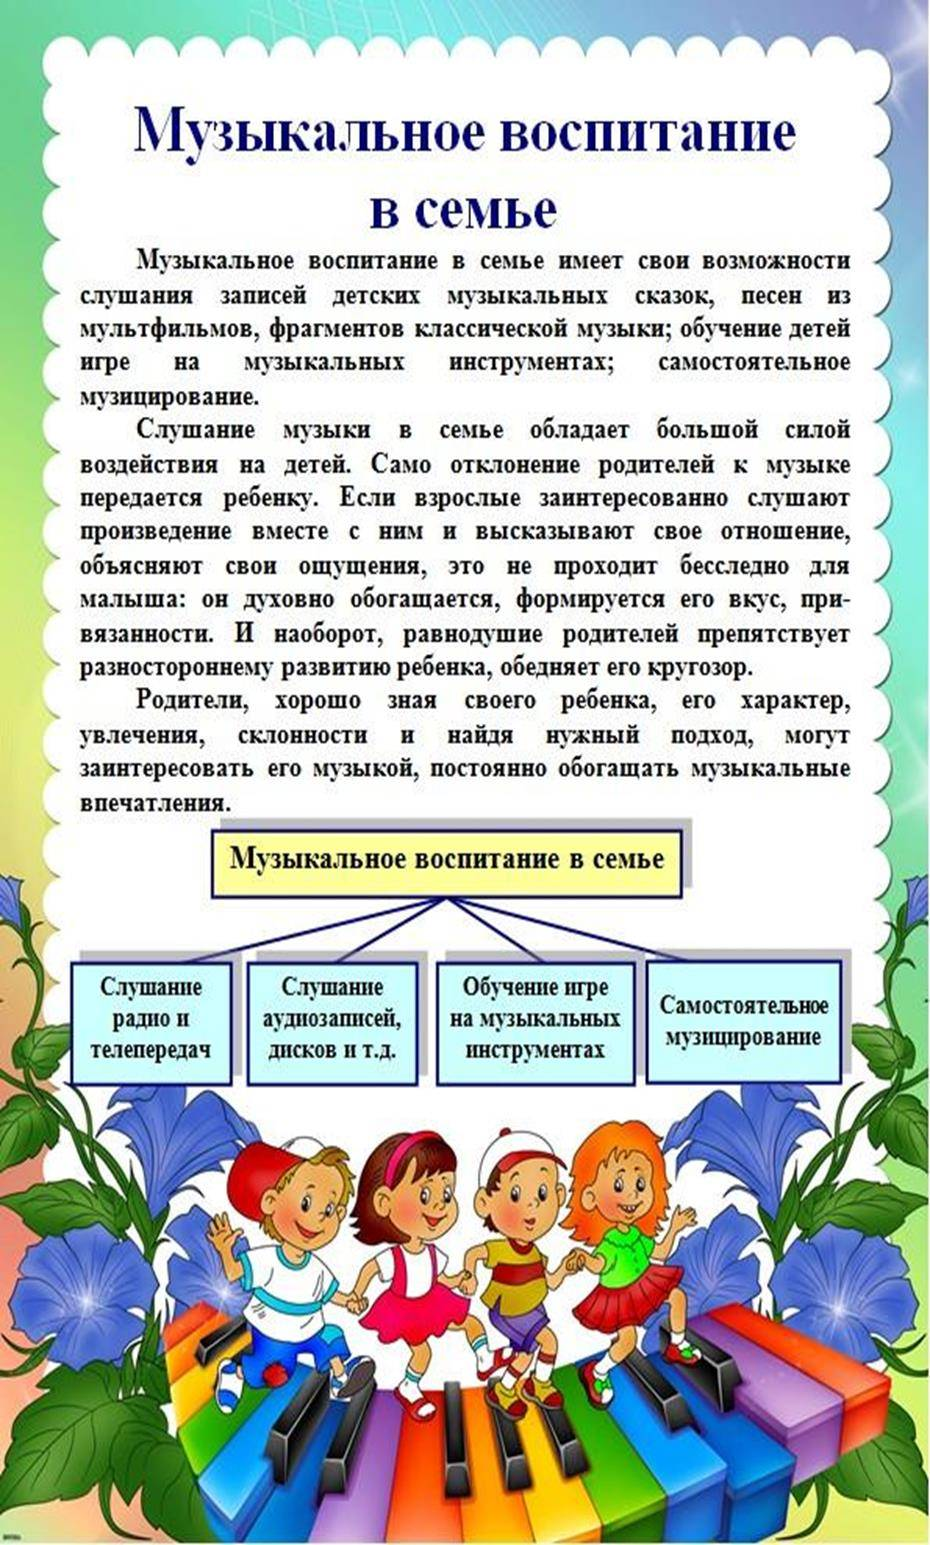 Музыкальное воспитание
в семье
Музыкальное воспитание в семье имеет свои возможности
слушания записей детских музыкальных сказок, песен из
мультфильмов, фрагментов классической музыки; обучение детей
игре на музыкальных инструментах; самостоятельное
музицирование.
Слушание музыки в семье обладает большой силой
воздействия на детей. Само отклонение родителей к музыке
передается ребенку. Если взрослые заинтересованно слушают
произведение вместе с ним и высказывают свое отношение,
объясняют свои ощущения, это не проходит бесследно для
малыша: он духовно обогащается, формируется его вкус, при-
вязанности. И наоборот, равнодушие родителей препятствует
разностороннему развитию ребенка, обедняет его кругозор.
Родители, хорошо зная своего ребенка, его характер,
увлечения, склонности и найдя нужный подход, могут
заинтересовать его музыкой, постоянно обогащать музыкальные
впечатления.
Музыкальное воспитание в семье
Слушание
радио и
телепередач
Слушание
аудиозаписей,
дисков и т.д.
Обучение игре
на музыкальных
инструментах
Самостоятельное
музицирование